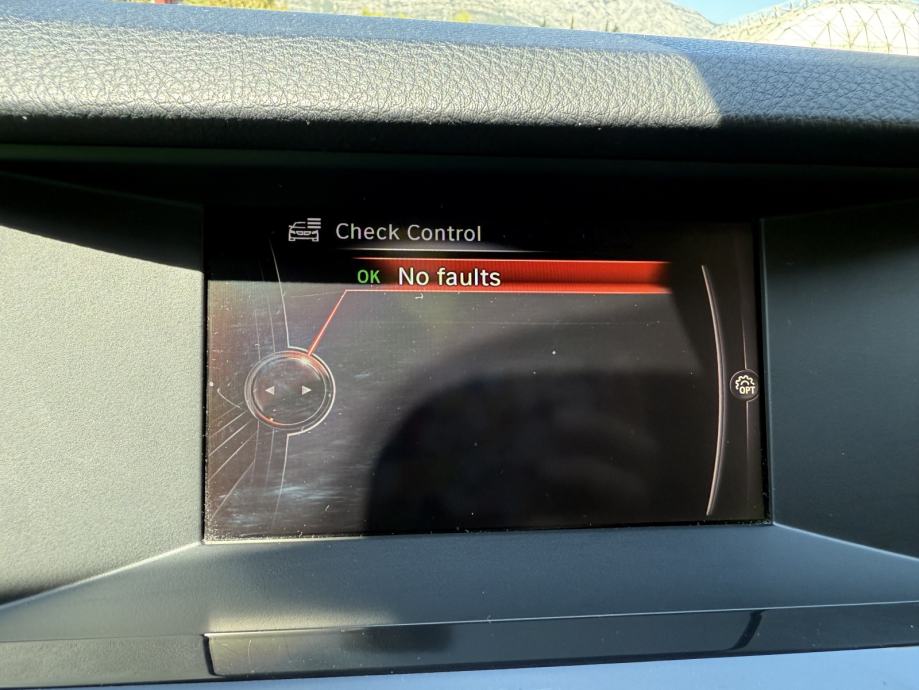 Check Control
OK No faults
OPT